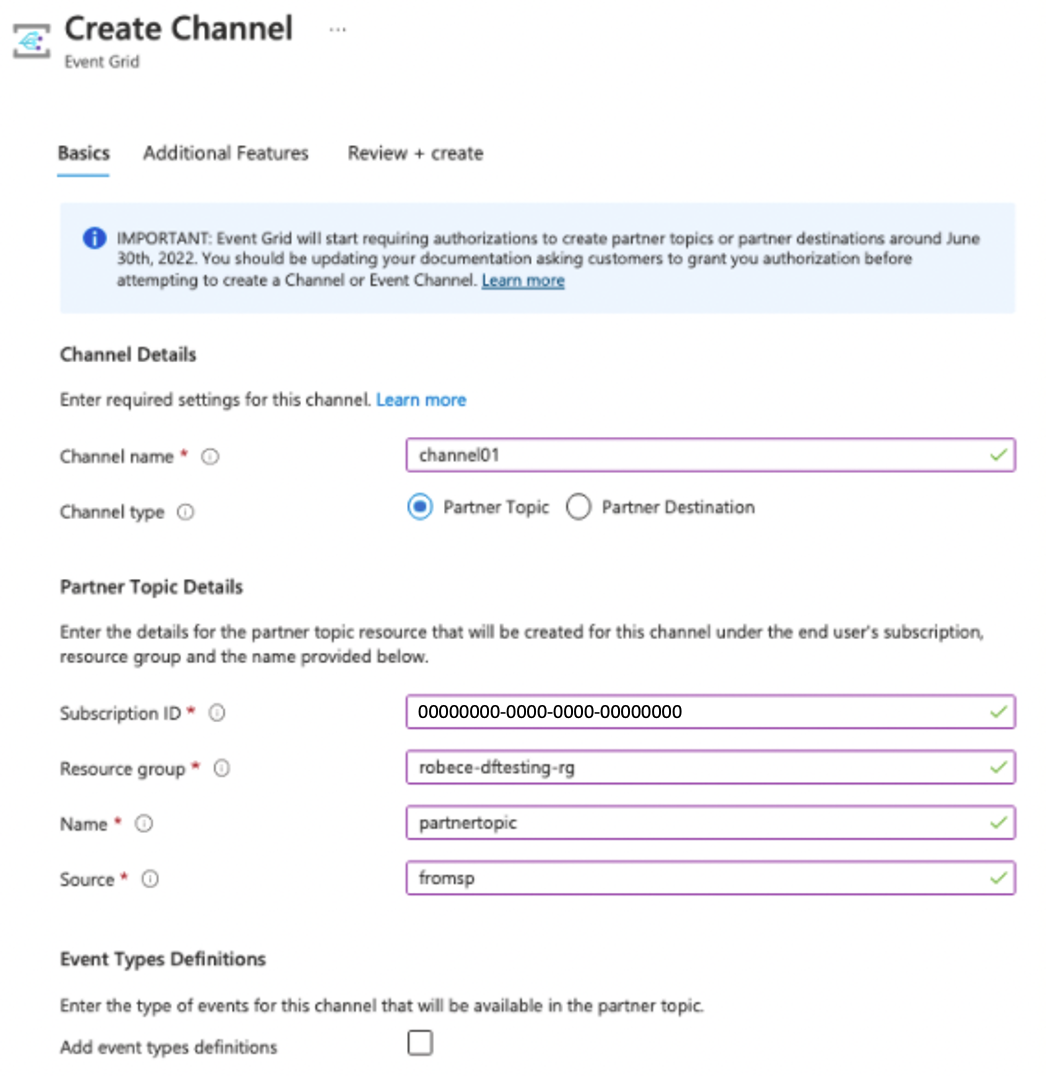 Create Channel ...
Event Grid
Basics Additional Features Review + create
IMPORTANT: Event Grid will start requiring authorizations to create partner topics or partner destinations around June
30th, 2022. You should be updating your documentation asking customers to grant you authorization before
attempting to create a Channel or Event Channel. Learn more
Channel Details
Enter required settings for this channel. Learn more
Channel name * channel01
Channel type Partner Topic Partner Destination
Partner Topic Details
Enter the details for the partner topic resource that will be created for this channel under the end user's subscription,
resource group and the name provided below.
Subscription ID * 00000000-0000-0000-00000000
Resource group * robece-dftesting-rg
Name * partnertopic
Source * fromsp
Event Types Definitions
Enter the type of events for this channel that will be available in the partner topic.
Add event types definitions